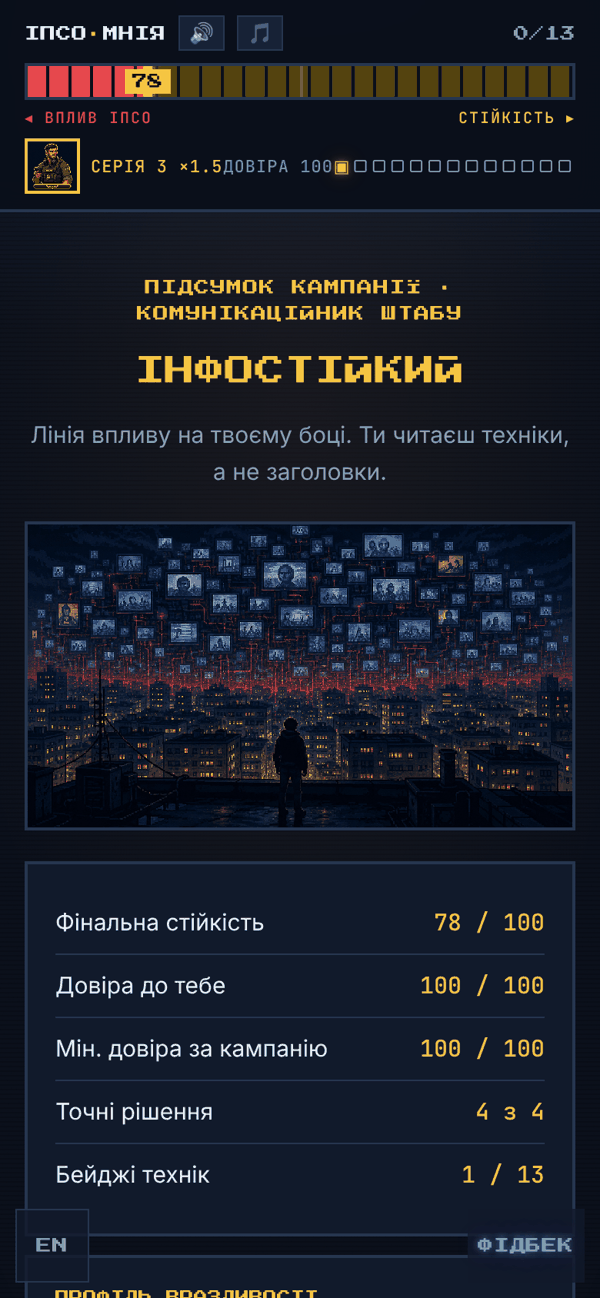 ІПСО·МНІЯ 0/13
78
◂ ВПЛИВ ІПСО СТІЙКІСТЬ ▸
СЕРІЯ 3 ×1.5 ДОВІРА 100
ПІДСУМОК КАМПАНІЇ ·
КОМУНІКАЦІЙНИК ШТАБУ
ІНФОСТІЙКИЙ
Лінія впливу на твоєму боці. Ти читаєш техніки,
а не заголовки.
Фінальна стійкість 78 / 100
Довіра до тебе 100 / 100
Мін. довіра за кампанію 100 / 100
Точні рішення 4 з 4
Бейджі технік 1 / 13
EN ФІДБЕК
ПРОФІЛЬ ВРАЗЛИВОСТІ